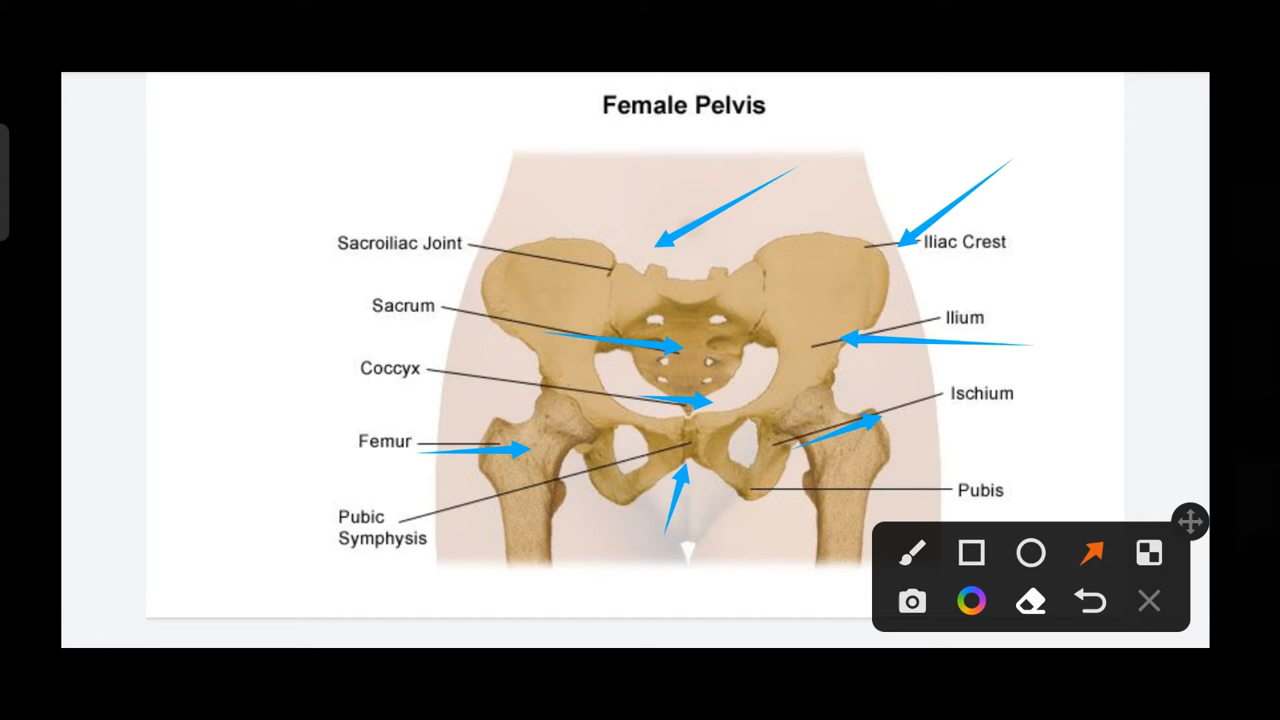 Female Pelvis
Sacroiliac Joint
Iliac Crest
Sacrum
Ilium
Coccyx
Ischium
Femur
Pubis
Pubic
Symphysis